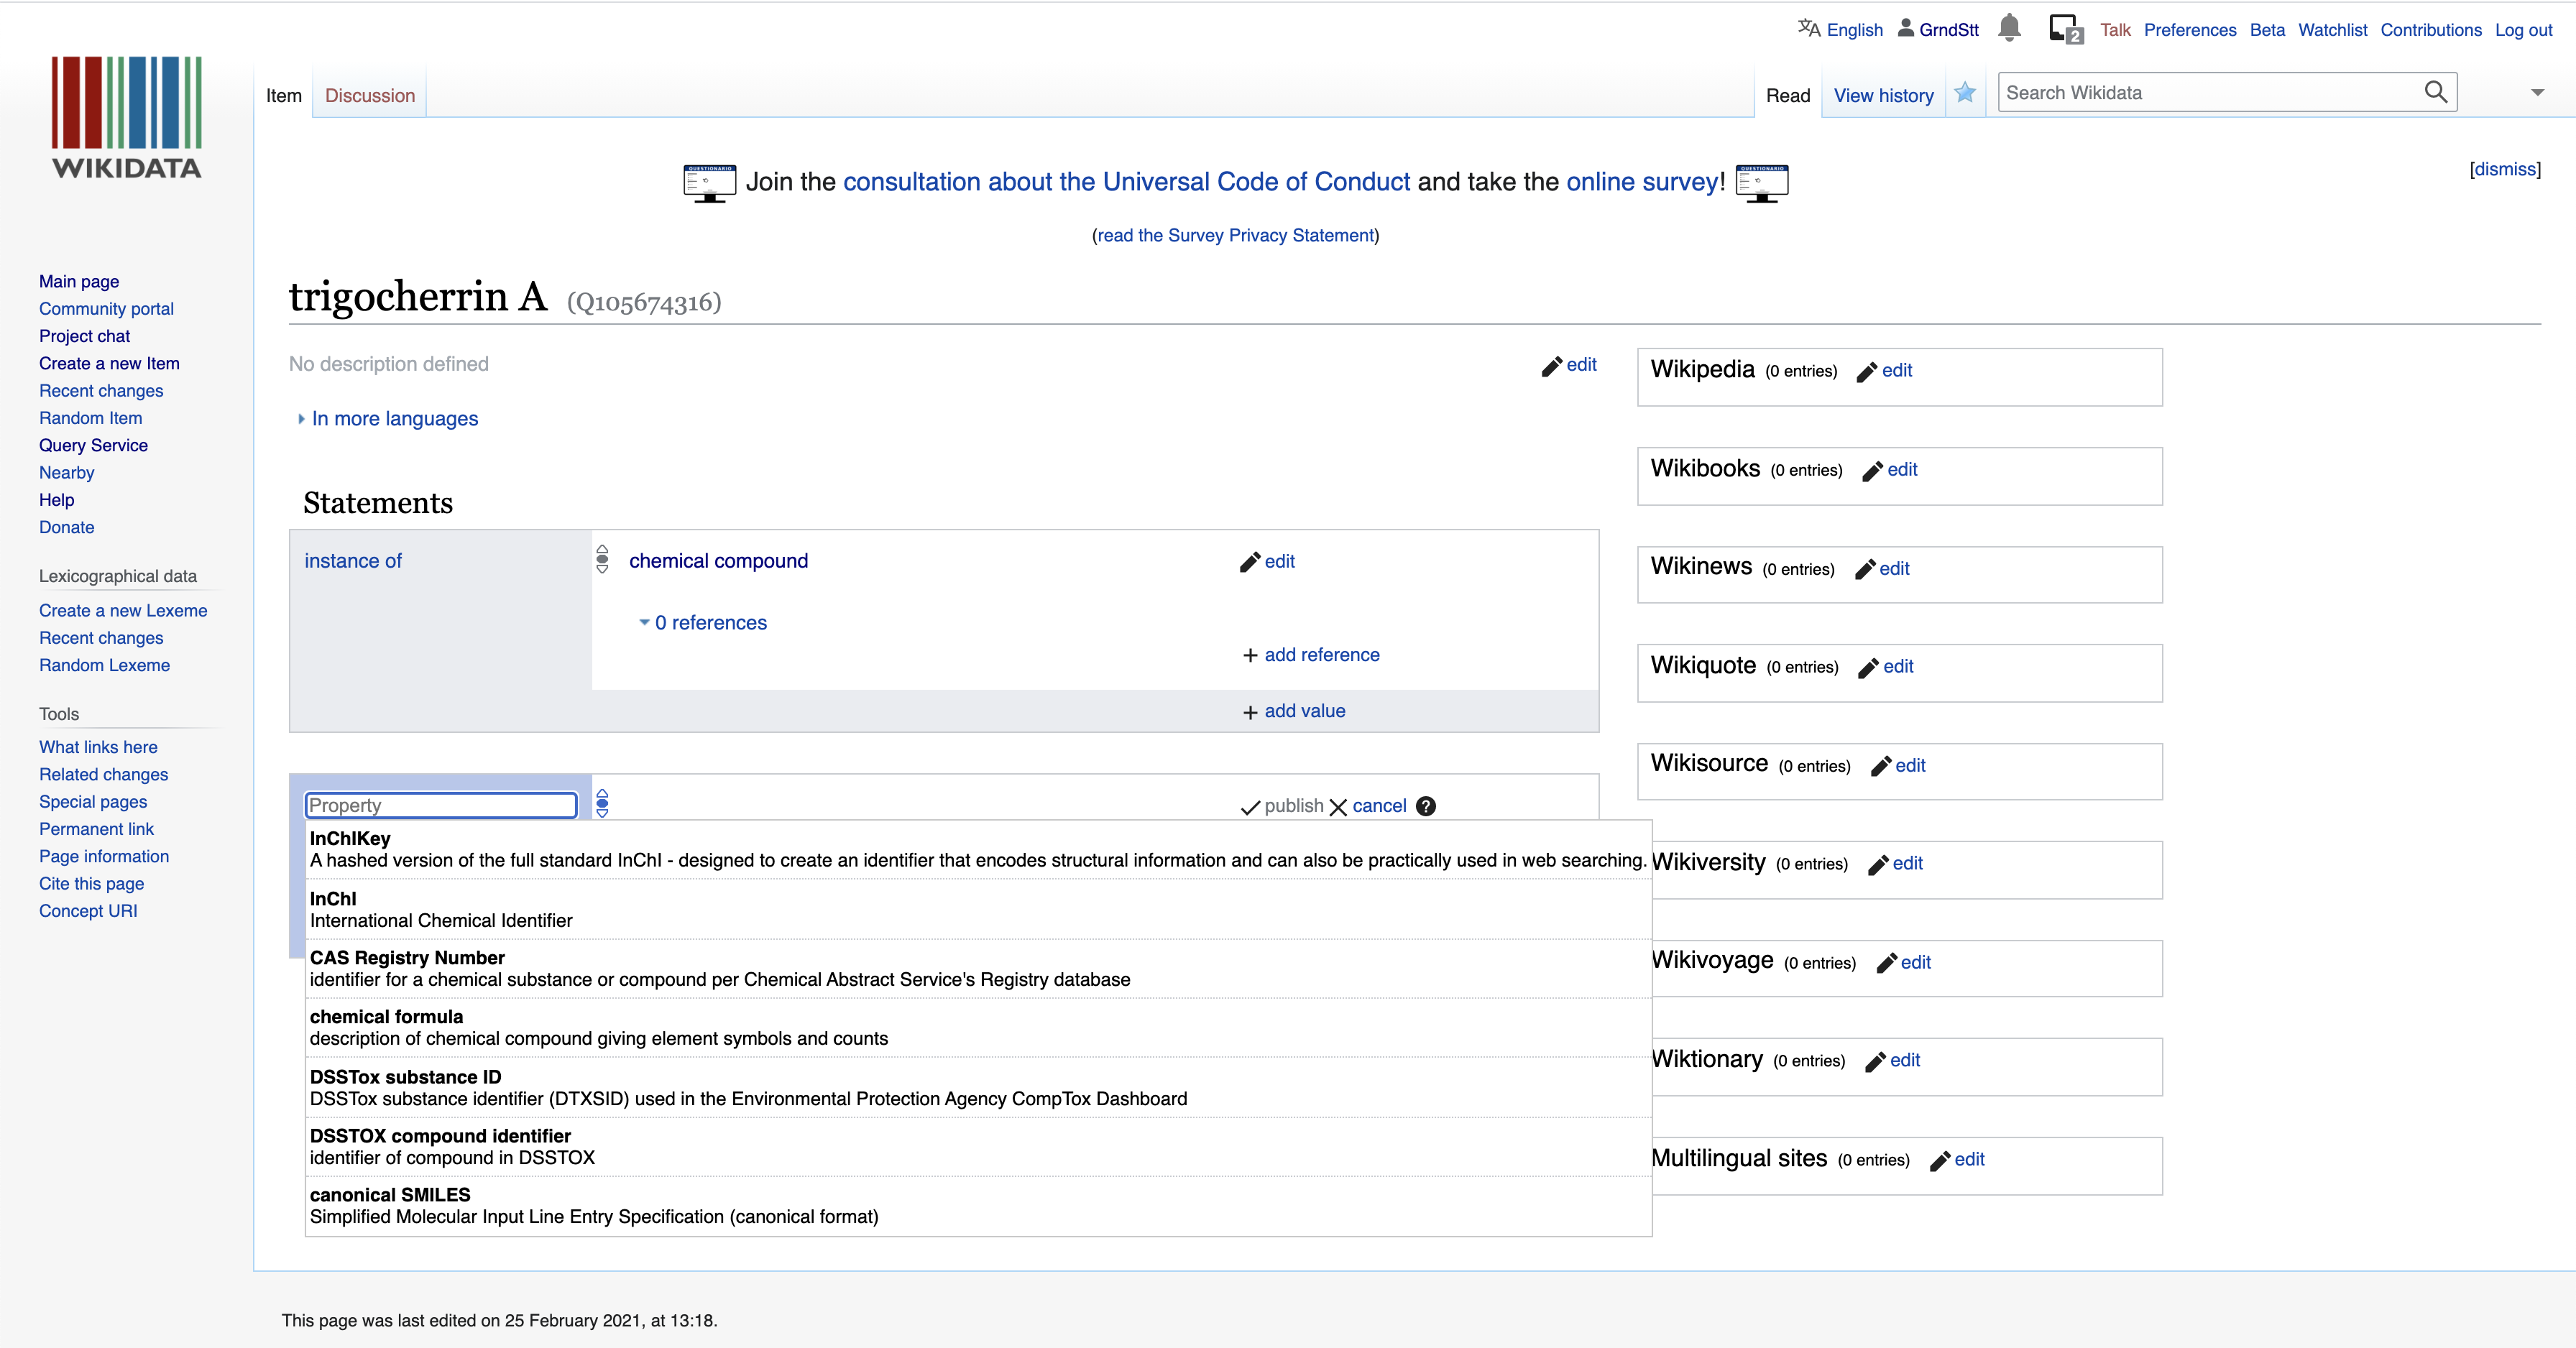 English GrndStt 2 Talk Preferences Beta Watchlist Contributions Log out
WIKIDATA
Item Discussion Read View history Search Wikidata
QUESTIONARIO Join the consultation about the Universal Code of Conduct and take the online survey! QUESTIONARIO [dismiss]
(read the Survey Privacy Statement)
Main page
Community portal
Project chat
Create a new Item
Recent changes
Random Item
Query Service
Nearby
Help
Donate
Lexicographical data
Create a new Lexeme
Recent changes
Random Lexeme
Tools
What links here
Related changes
Special pages
Permanent link
Page information
Cite this page
Concept URI
trigocherrin A (Q105674316)
No description defined edit
In more languages
Statements
instance of chemical compound edit
0 references
+ add reference
+ add value
Property publish cancel ?
InChIKey
A hashed version of the full standard InChI - designed to create an identifier that encodes structural information and can also be practically used in web searching.
InChI
International Chemical Identifier
CAS Registry Number
identifier for a chemical substance or compound per Chemical Abstract Service's Registry database
chemical formula
description of chemical compound giving element symbols and counts
DSSTox substance ID
DSSTox substance identifier (DTXSID) used in the Environmental Protection Agency CompTox Dashboard
DSSTOX compound identifier
identifier of compound in DSSTOX
canonical SMILES
Simplified Molecular Input Line Entry Specification (canonical format)
Wikipedia (0 entries) edit
Wikibooks (0 entries) edit
Wikinews (0 entries) edit
Wikiquote (0 entries) edit
Wikisource (0 entries) edit
Wikiversity (0 entries) edit
Wikivoyage (0 entries) edit
Wiktionary (0 entries) edit
Multilingual sites (0 entries) edit
This page was last edited on 25 February 2021, at 13:18.